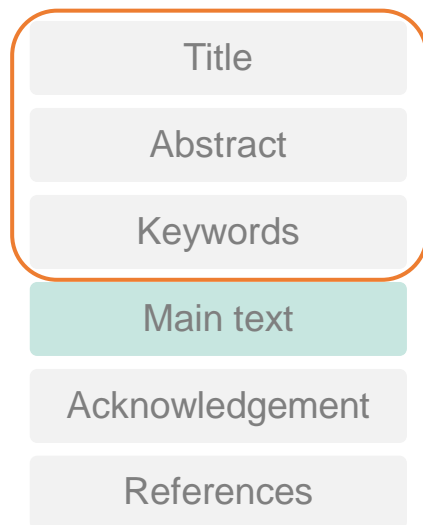 Title
Abstract
Keywords
Main text
Acknowledgement
References